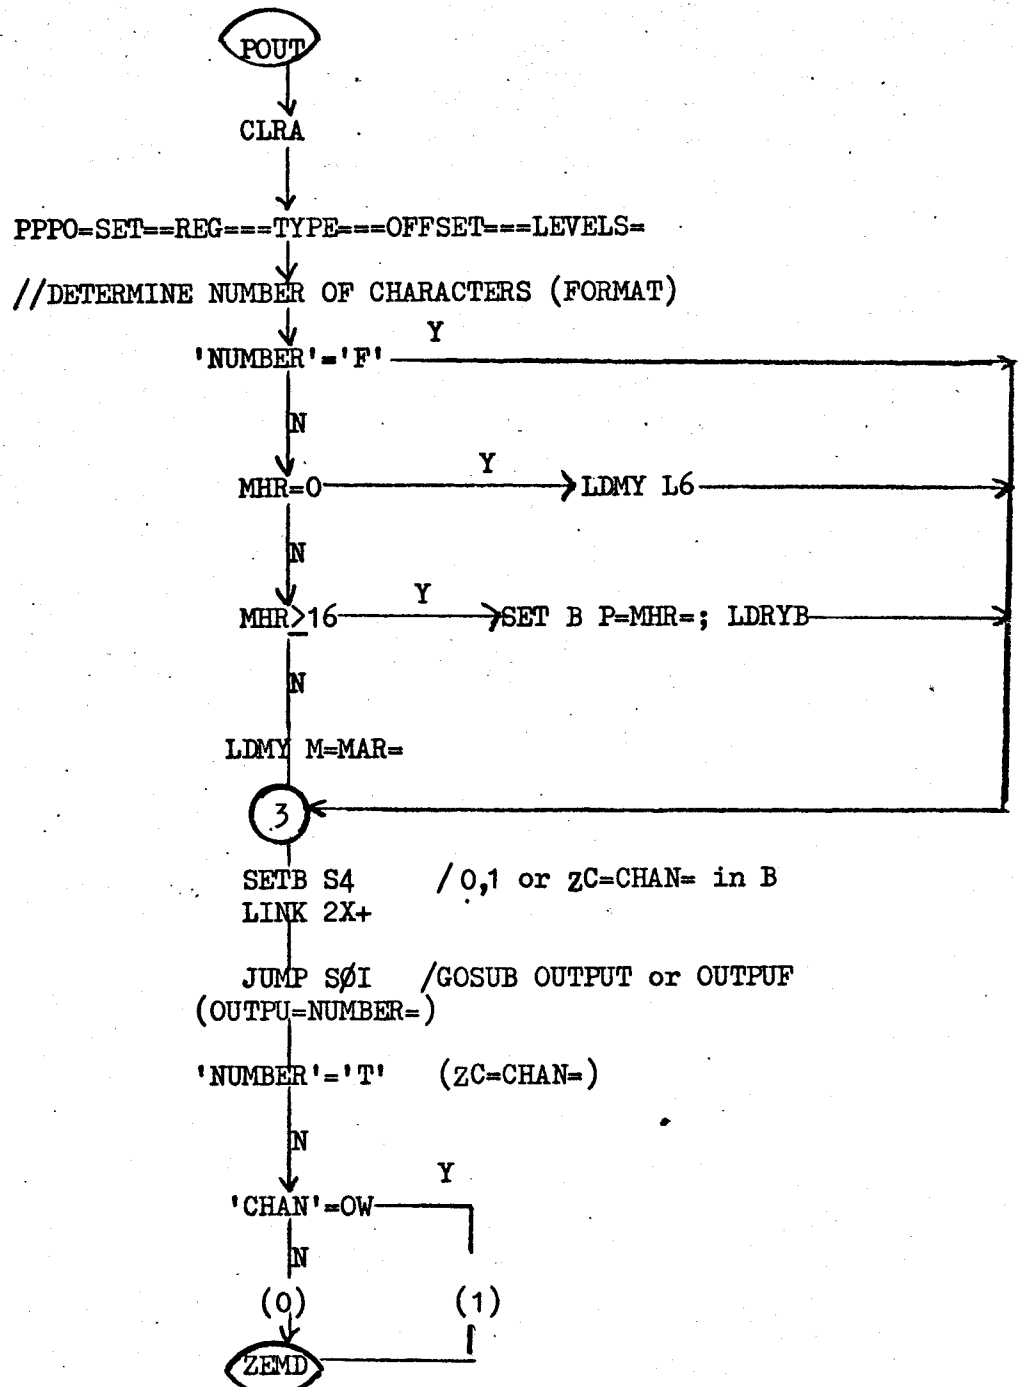 POUT
CLRA
PPPO=SET==REG===TYPE===OFFSET===LEVELS=
//DETERMINE NUMBER OF CHARACTERS (FORMAT)
Y
'NUMBER'='F'
N
Y
MHR=0 LDMY L6
N
Y
MHR≥16 SET B P=MHR=; LDRYB
N
LDMY M=MAR=
3
SETB S4 /0,1 or zC=CHAN= in B
LINK 2X+
JUMP SØI /GOSUB OUTPUT or OUTPUF
(OUTPU=NUMBER=)
'NUMBER'='T' (zC=CHAN=)
N
Y
'CHAN'=OW
N
(0) (1)
ZEMD